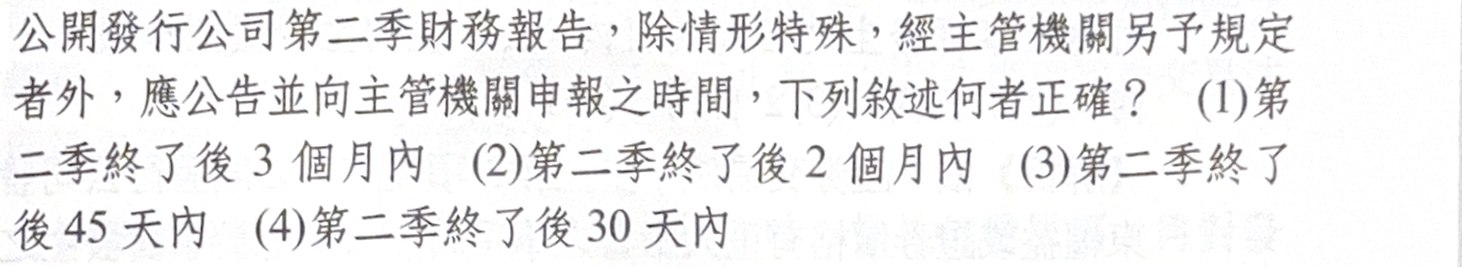 公開發行公司第二季財務報告，除情形特殊，經主管機關另予規定
者外，應公告並向主管機關申報之時間，下列敘述何者正確？　(1)第
二季終了後 3 個月內　(2)第二季終了後 2 個月內　(3)第二季終了
後 45 天內　(4)第二季終了後 30 天內